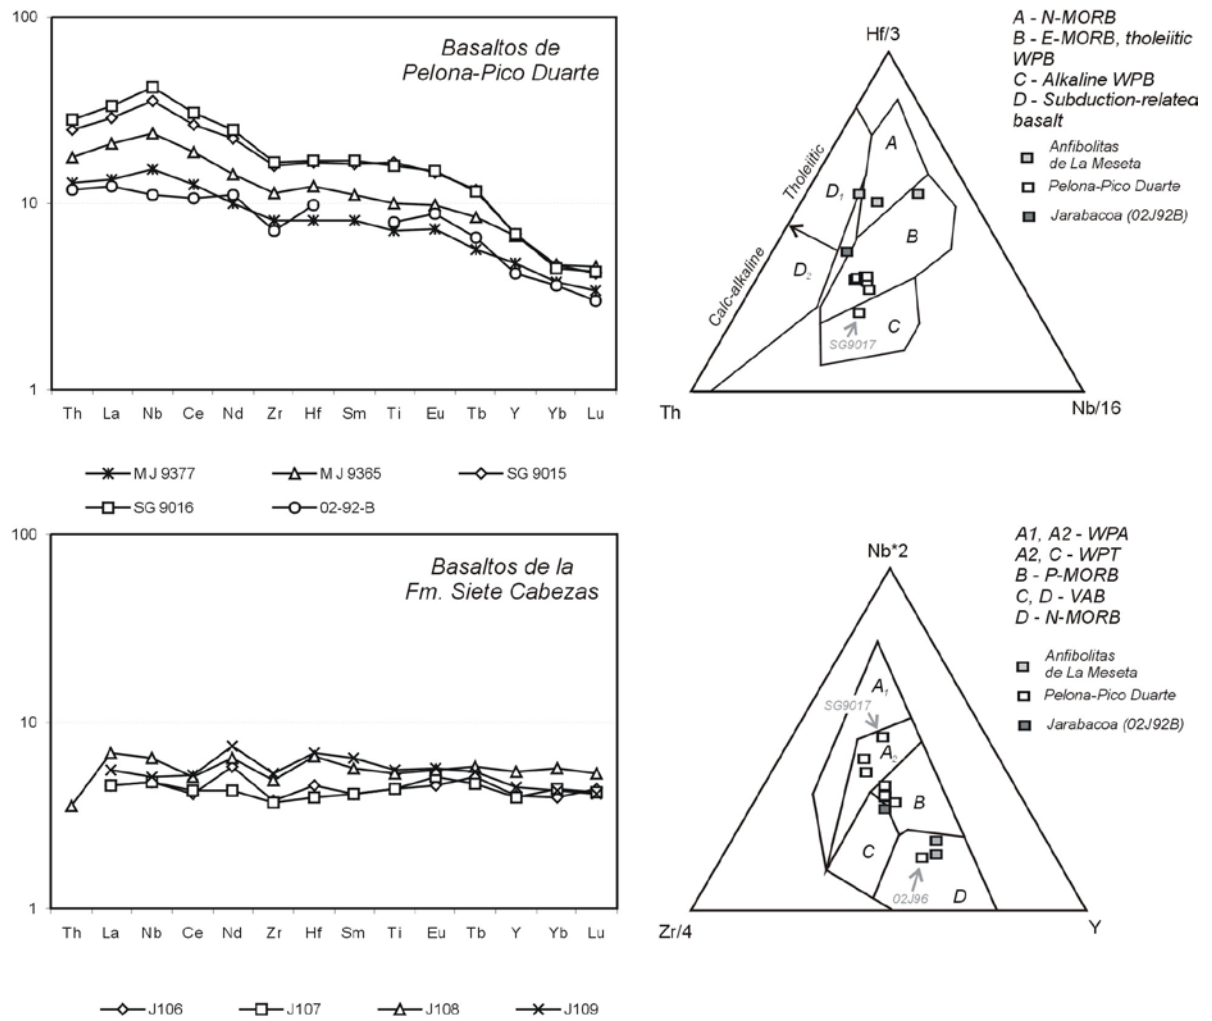 100
Basaltos de
Pelona-Pico Duarte
10
1
Th La Nb Ce Nd Zr Hf Sm Ti Eu Tb Y Yb Lu
MJ 9377 MJ 9365 SG 9015
SG 9016 02-92-B
Hf/3
A - N-MORB
B - E-MORB, tholeiitic
WPB
C - Alkaline WPB
D - Subduction-related
basalt
Anfibolitas
de La Meseta
Pelona-Pico Duarte
Jarabacoa (02J92B)
A
Tholeiitic
D1
B
D2
Calc-alkaline
C
SG9017
Th
Nb/16
100
Basaltos de la
Fm. Siete Cabezas
10
1
Th La Nb Ce Nd Zr Hf Sm Ti Eu Tb Y Yb Lu
J106 J107 J108 J109
Nb*2
A1, A2 - WPA
A2, C - WPT
B - P-MORB
C, D - VAB
D - N-MORB
Anfibolitas
de La Meseta
Pelona-Pico Duarte
Jarabacoa (02J92B)
A1
SG9017
A2
B
C
02J96
D
Zr/4
Y